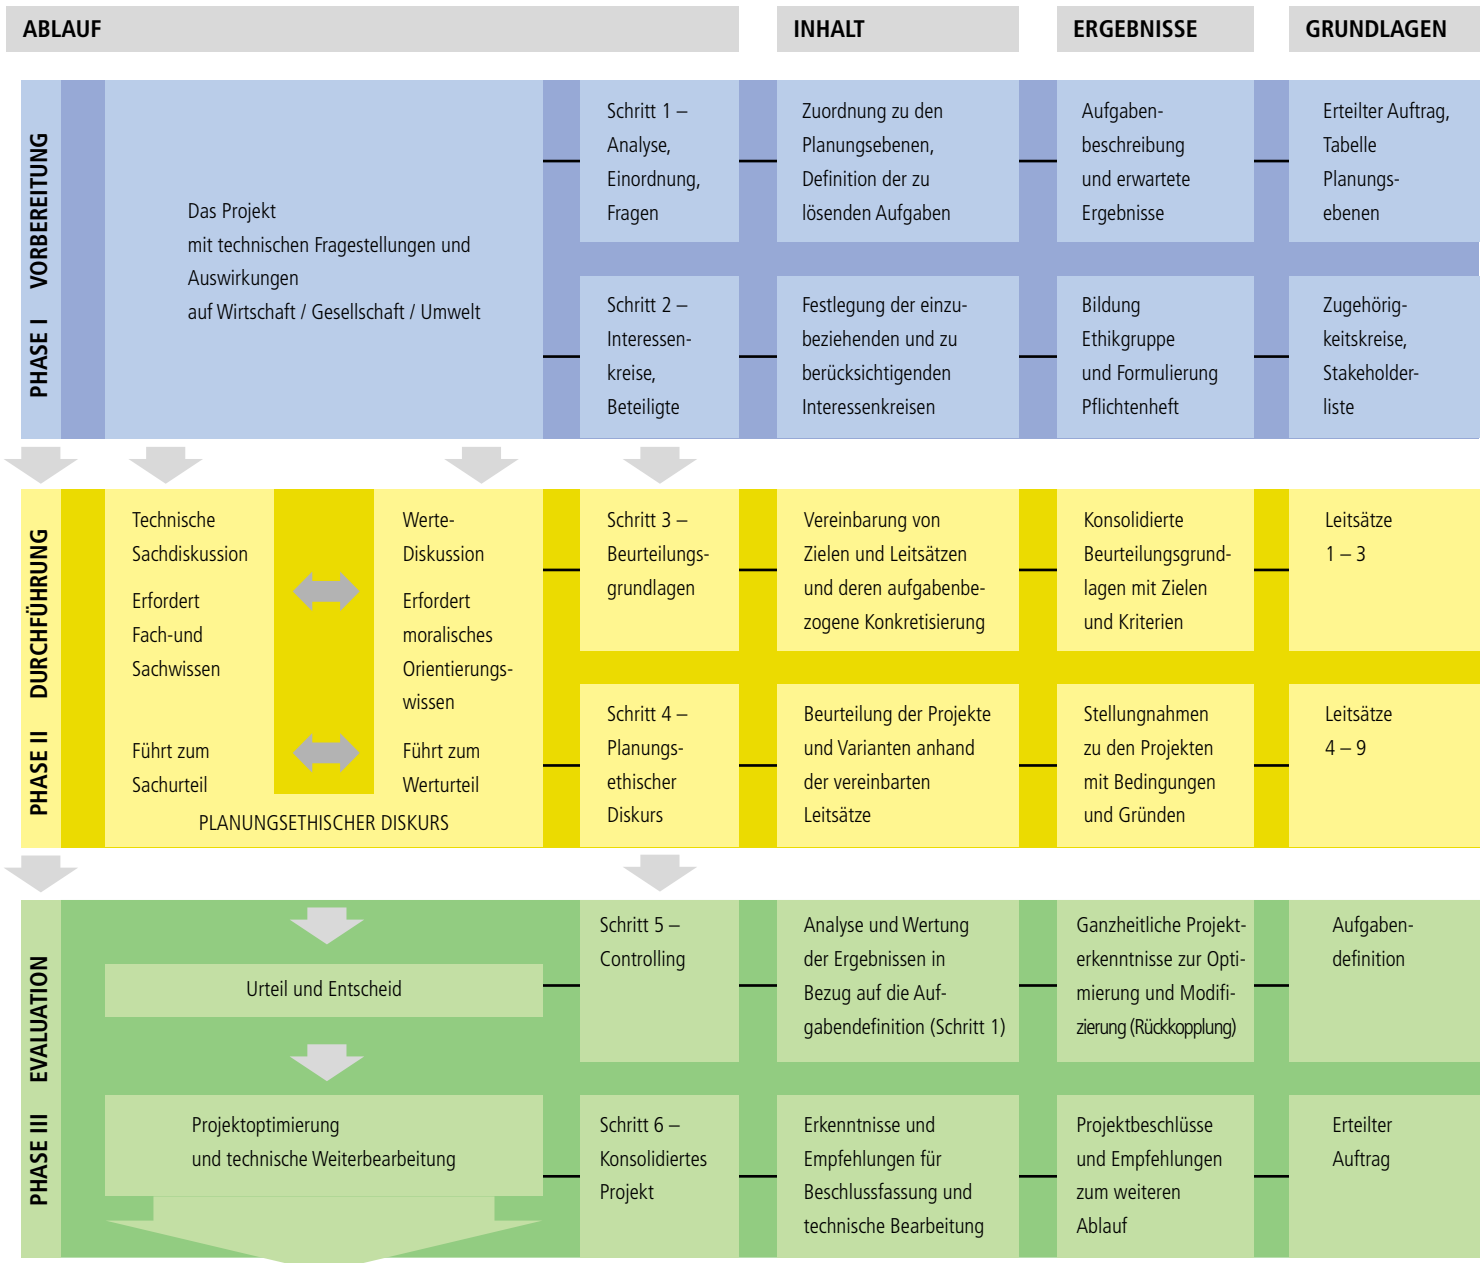 ABLAUF
INHALT
ERGEBNISSE
GRUNDLAGEN
PHASE I VORBEREITUNG
Das Projekt
mit technischen Fragestellungen und
Auswirkungen
auf Wirtschaft / Gesellschaft / Umwelt
Schritt 1 –
Analyse,
Einordnung,
Fragen
Zuordnung zu den
Planungsebenen,
Definition der zu
lösenden Aufgaben
Aufgaben-
beschreibung
und erwartete
Ergebnisse
Erteilter Auftrag,
Tabelle
Planungs-
ebenen
Schritt 2 –
Interessen-
kreise,
Beteiligte
Festlegung der einzu-
beziehenden und zu
berücksichtigenden
Interessenkreisen
Bildung
Ethikgruppe
und Formulierung
Pflichtenheft
Zugehörig-
keitskreise,
Stakeholder-
liste
PHASE II DURCHFÜHRUNG
Technische
Sachdiskussion
Erfordert
Fach-und
Sachwissen
Führt zum
Sachurteil
Werte-
Diskussion
Erfordert
moralisches
Orientierungs-
wissen
Führt zum
Werturteil
PLANUNGSETHISCHER DISKURS
Schritt 3 –
Beurteilungs-
grundlagen
Vereinbarung von
Zielen und Leitsätzen
und deren aufgabenbe-
zogene Konkretisierung
Konsolidierte
Beurteilungsgrund-
lagen mit Zielen
und Kriterien
Leitsätze
1 – 3
Schritt 4 –
Planungs-
ethischer
Diskurs
Beurteilung der Projekte
und Varianten anhand
der vereinbarten
Leitsätze
Stellungnahmen
zu den Projekten
mit Bedingungen
und Gründen
Leitsätze
4 – 9
PHASE III EVALUATION
Urteil und Entscheid
Schritt 5 –
Controlling
Analyse und Wertung
der Ergebnissen in
Bezug auf die Auf-
gabendefinition (Schritt 1)
Ganzheitliche Projekt-
erkenntnisse zur Opti-
mierung und Modifi-
zierung (Rückkopplung)
Aufgaben-
definition
Projektoptimierung
und technische Weiterbearbeitung
Schritt 6 –
Konsolidiertes
Projekt
Erkenntnisse und
Empfehlungen für
Beschlussfassung und
technische Bearbeitung
Projektbeschlüsse
und Empfehlungen
zum weiteren
Ablauf
Erteilter
Auftrag